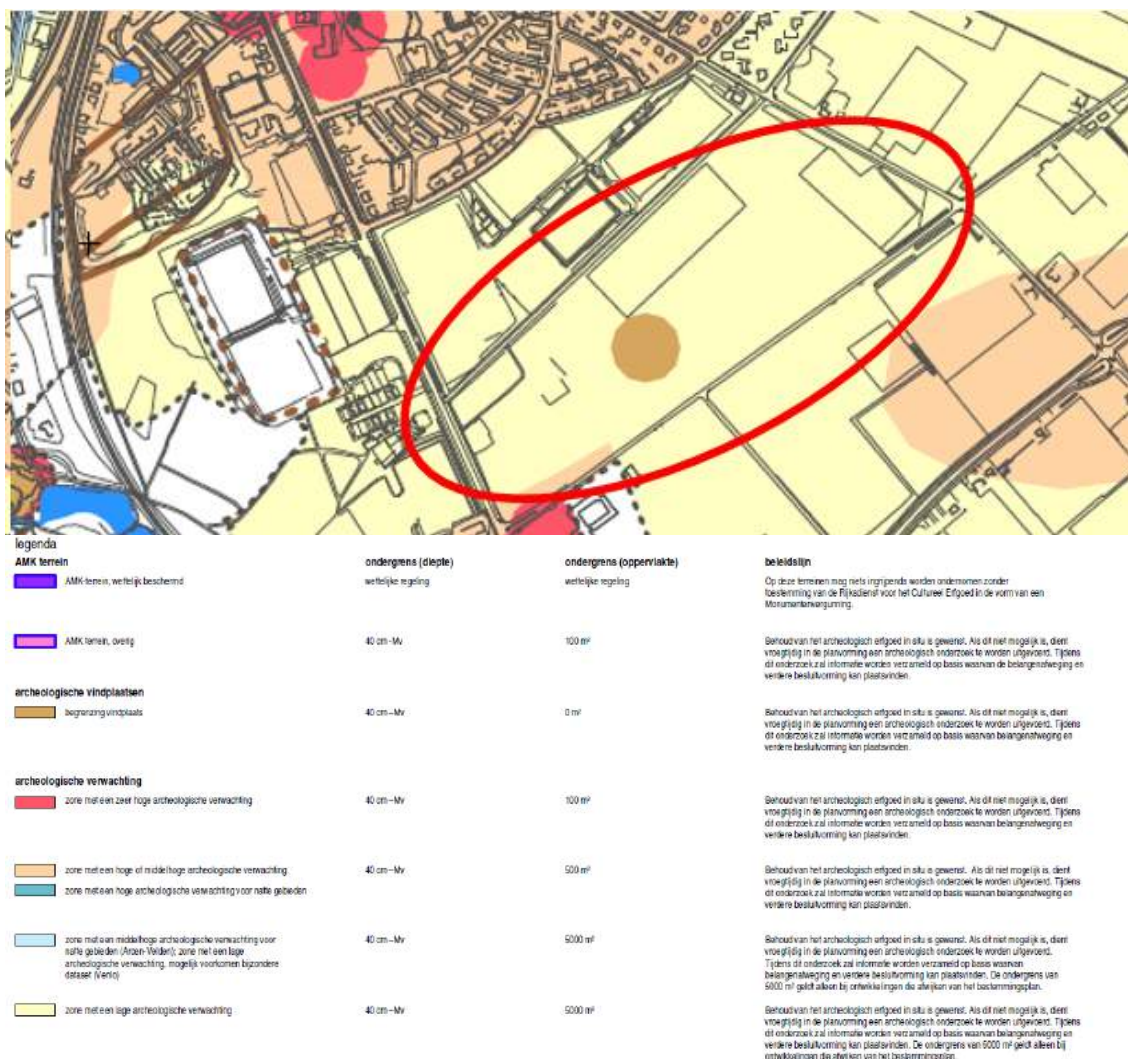 legenda
AMK terrein ondergrens (diepte) ondergrens (oppervlakte) beleidslijn
AMK-terrein, wettelijk beschermd wettelijke regeling wettelijke regeling Op deze terreinen mag niets ingrijpends worden ondernomen zonder
toestemming van de Rijksdienst voor het Cultureel Erfgoed in de vorm van een
Monumentenvergunning.
AMK terrein, overig 40 cm -Mv 100 m² Behoud van het archeologisch erfgoed in situ is gewenst. Als dit niet mogelijk is, dient
vroegtijdig in de planvorming een archeologisch onderzoek te worden uitgevoerd. Tijdens
dit onderzoek zal informatie worden verzameld op basis waarvan de belangenafweging en
verdere besluitvorming kan plaatsvinden.
archeologische vindplaatsen
begrenzing vindplaats 40 cm –Mv 0 m² Behoud van het archeologisch erfgoed in situ is gewenst. Als dit niet mogelijk is, dient
vroegtijdig in de planvorming een archeologisch onderzoek te worden uitgevoerd. Tijdens
dit onderzoek zal informatie worden verzameld op basis waarvan belangenafweging en
verdere besluitvorming kan plaatsvinden.
archeologische verwachting
zone met een zeer hoge archeologische verwachting 40 cm –Mv 100 m² Behoud van het archeologisch erfgoed in situ is gewenst. Als dit niet mogelijk is, dient
vroegtijdig in de planvorming een archeologisch onderzoek te worden uitgevoerd. Tijdens
dit onderzoek zal informatie worden verzameld op basis waarvan belangenafweging en
verdere besluitvorming kan plaatsvinden.
zone met een hoge of middelhoge archeologische verwachting 40 cm –Mv 500 m² Behoud van het archeologisch erfgoed in situ is gewenst. Als dit niet mogelijk is, dient
vroegtijdig in de planvorming een archeologisch onderzoek te worden uitgevoerd. Tijdens
zone met een hoge archeologische verwachting voor natte gebieden dit onderzoek zal informatie worden verzameld op basis waarvan belangenafweging en
verdere besluitvorming kan plaatsvinden.
zone met een middelhoge archeologische verwachting voor 40 cm –Mv 5000 m² Behoud van het archeologisch erfgoed in situ is gewenst. Als dit niet mogelijk is, dient
natte gebieden (Arcen-Velden); zone met een lage vroegtijdig in de planvorming een archeologisch onderzoek te worden uitgevoerd.
archeologische verwachting, mogelijk voorkomen bijzondere Tijdens dit onderzoek zal informatie worden verzameld op basis waarvan
dataset (Venlo) belangenafweging en verdere besluitvorming kan plaatsvinden. De ondergrens van
5000 m² geldt alleen bij ontwikkelingen die afwijken van het bestemmingsplan.
zone met een lage archeologische verwachting 40 cm –Mv 5000 m² Behoud van het archeologisch erfgoed in situ is gewenst. Als dit niet mogelijk is, dient
vroegtijdig in de planvorming een archeologisch onderzoek te worden uitgevoerd. Tijdens
dit onderzoek zal informatie worden verzameld op basis waarvan belangenafweging en
verdere besluitvorming kan plaatsvinden. De ondergrens van 5000 m² geldt alleen bij
ontwikkelingen die afwijken van het bestemmingsplan.